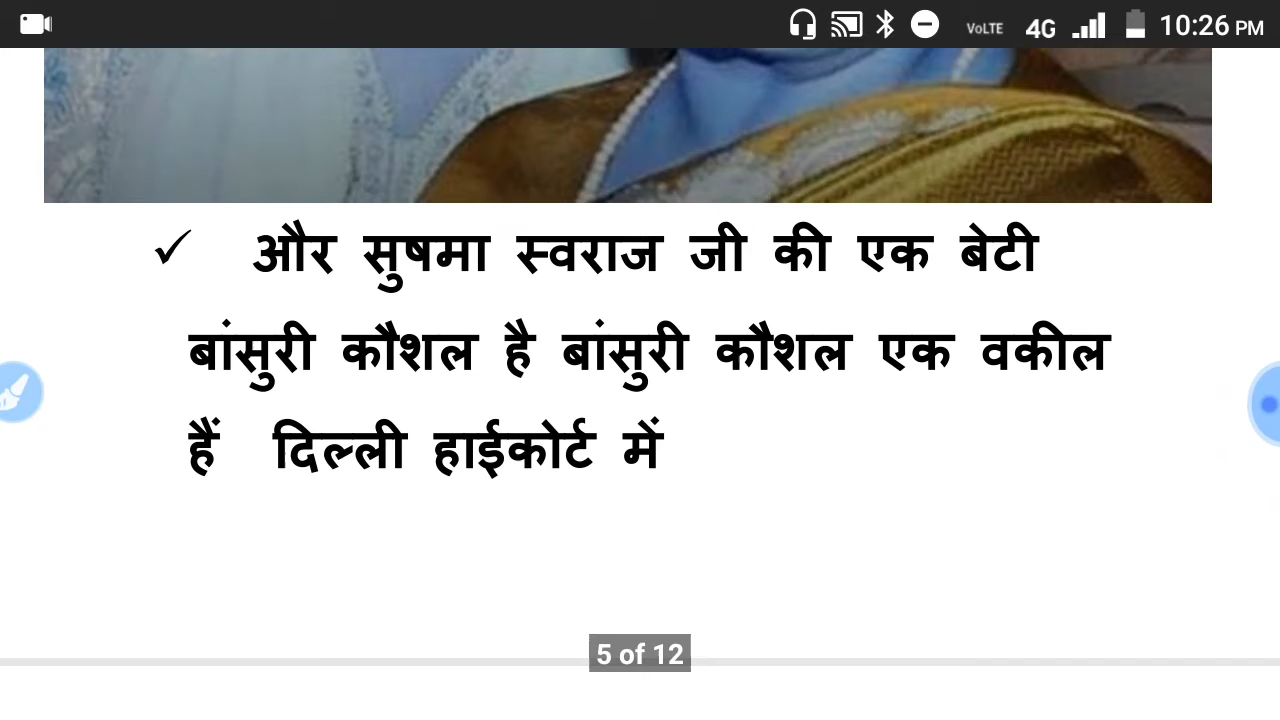 VoLTE 4G 10:26 PM
✓ और सुषमा स्वराज जी की एक बेटी
बांसुरी कौशल है बांसुरी कौशल एक वकील
हैं दिल्ली हाईकोर्ट में
5 of 12